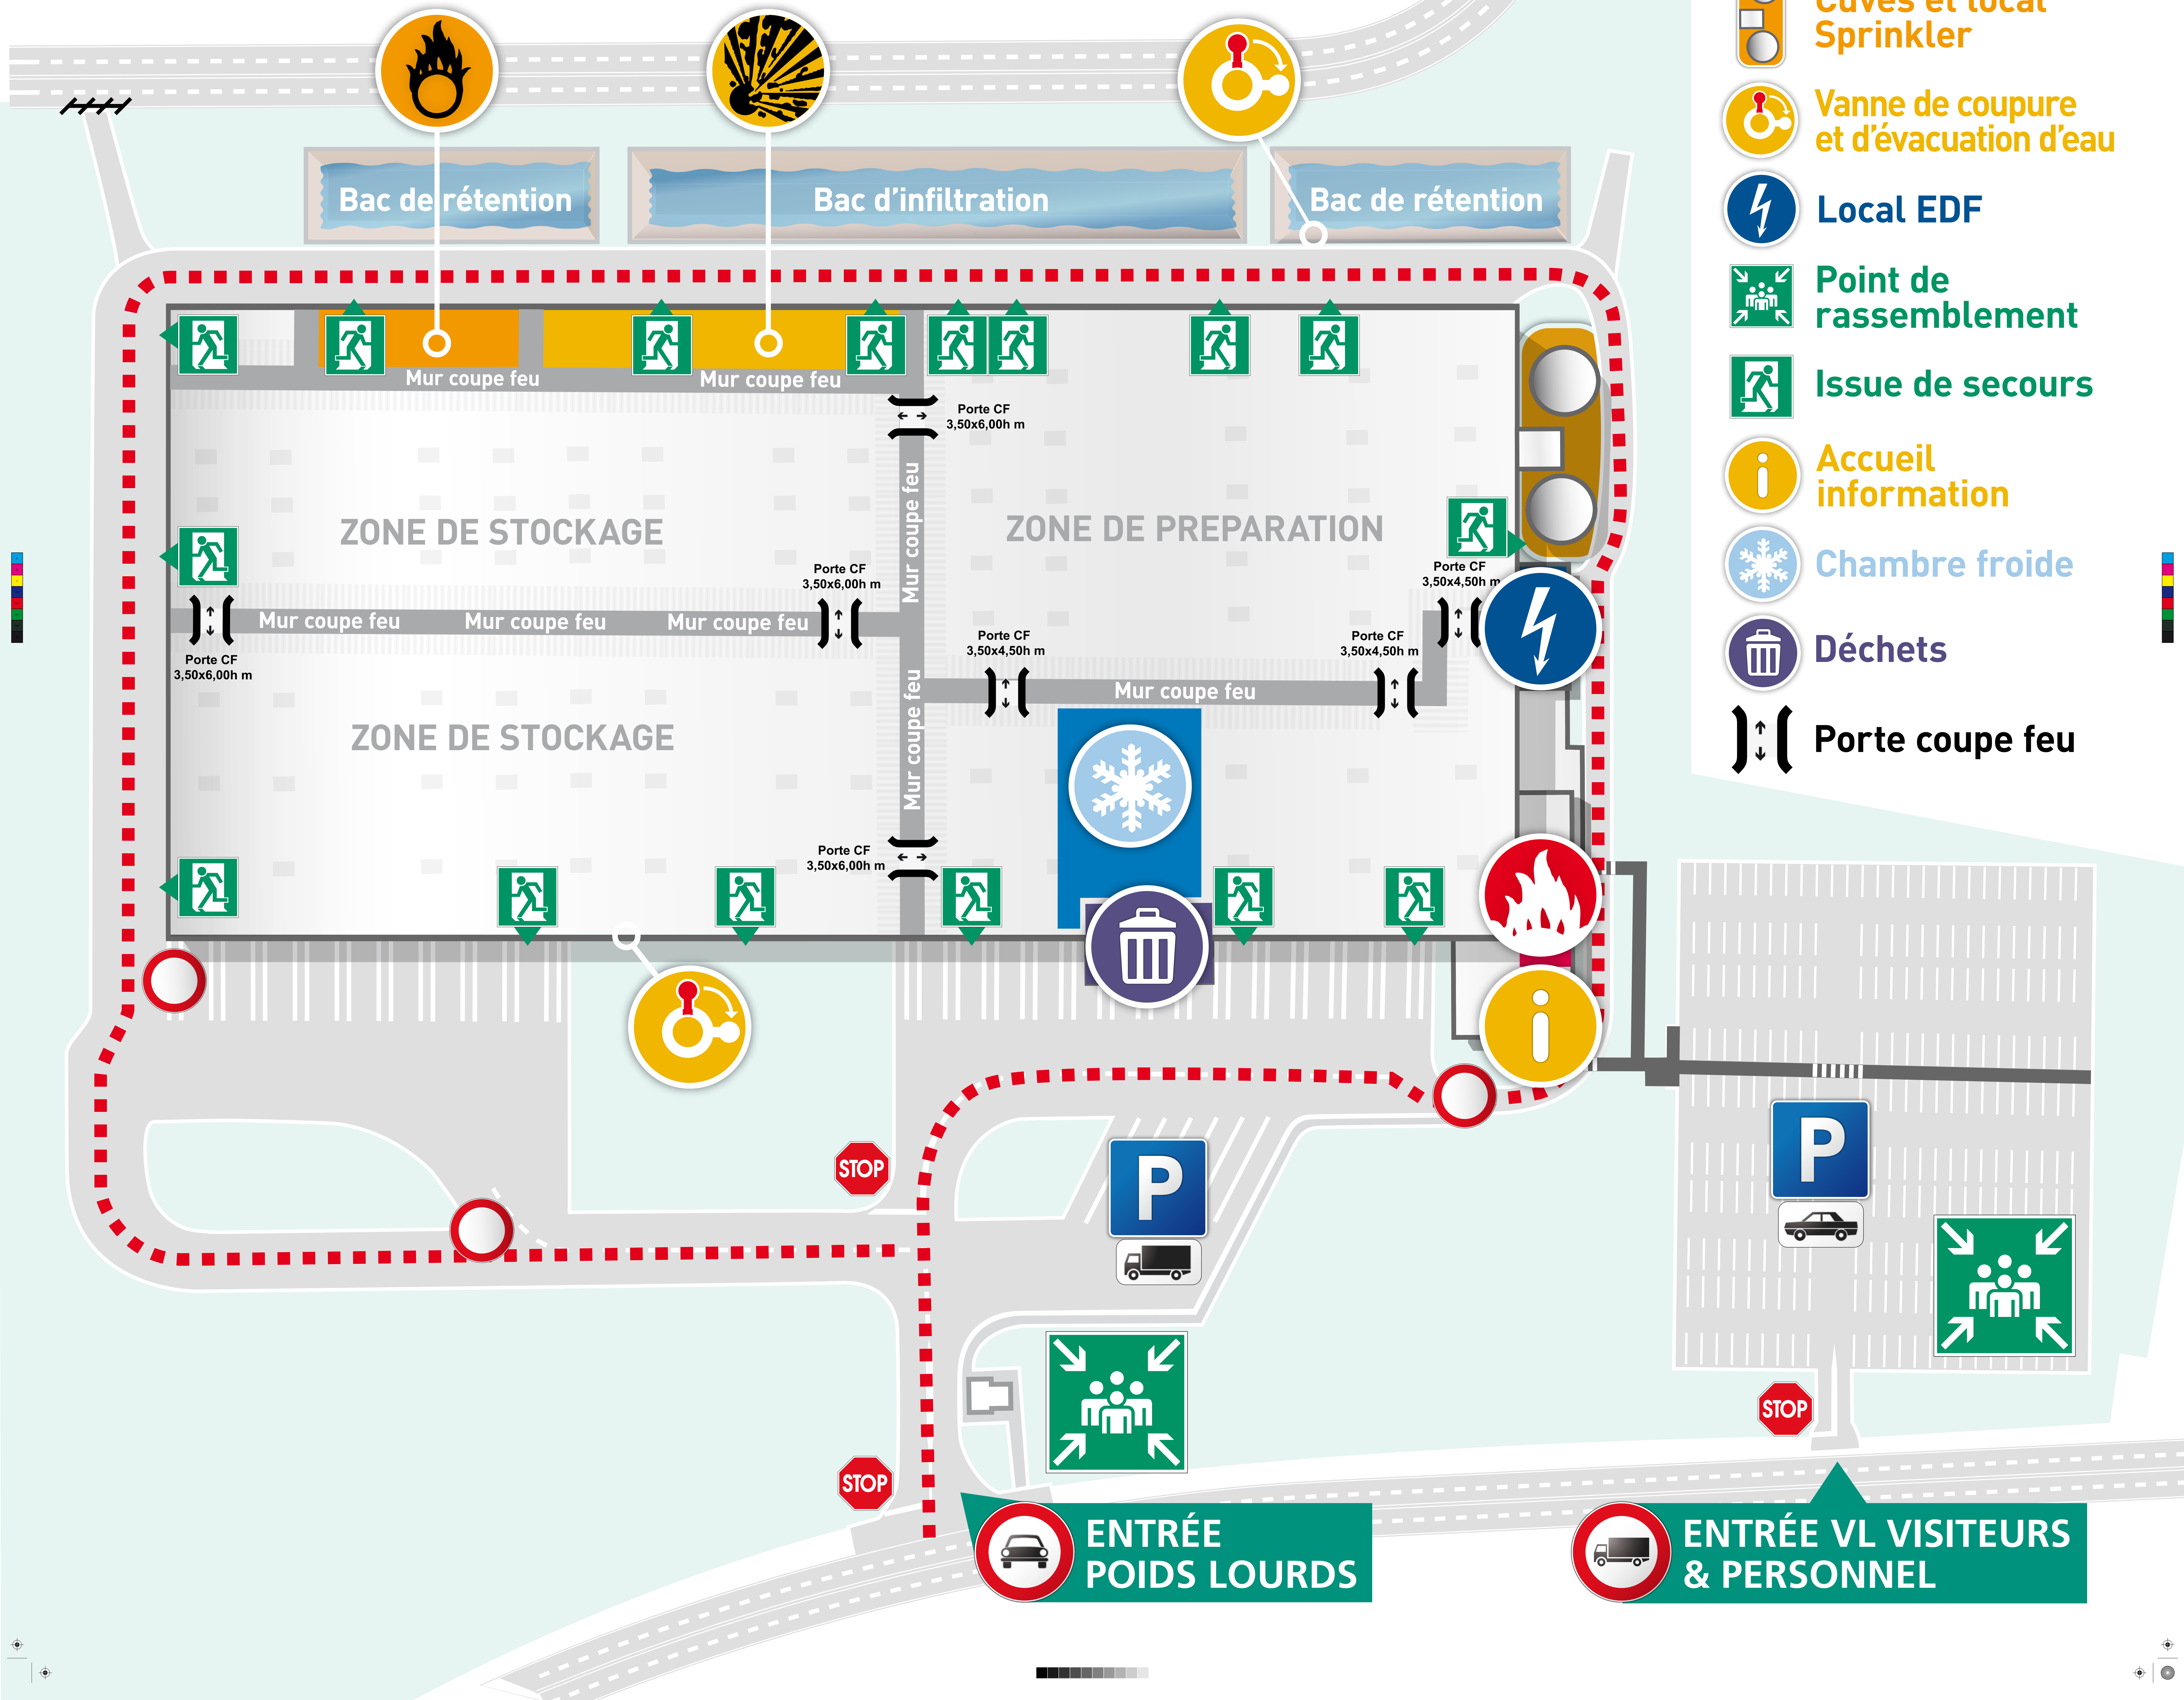 Cuves et local
Sprinkler
Vanne de coupure
et d'évacuation d'eau
Local EDF
Point de
rassemblement
Issue de secours
Accueil
information
Chambre froide
Déchets
Porte coupe feu
Bac de rétention
Bac d'infiltration
Bac de rétention
Mur coupe feu
Mur coupe feu
Porte CF
3,50x6,00h m
Mur coupe feu
ZONE DE STOCKAGE
ZONE DE PREPARATION
Porte CF
3,50x6,00h m
Porte CF
3,50x4,50h m
Mur coupe feu
Mur coupe feu
Mur coupe feu
Porte CF
3,50x4,50h m
Porte CF
3,50x4,50h m
Porte CF
3,50x6,00h m
Mur coupe feu
Mur coupe feu
ZONE DE STOCKAGE
Porte CF
3,50x6,00h m
STOP
P
P
STOP
STOP
ENTRÉE
POIDS LOURDS
ENTRÉE VL VISITEURS
& PERSONNEL